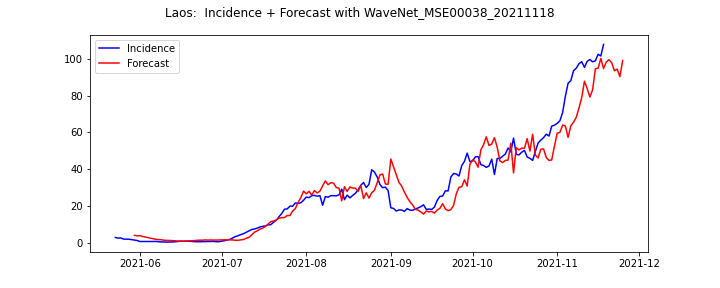 Laos:  Incidence + Forecast with WaveNet_MSE00038_20211118
Incidence
Forecast
100
80
60
40
20
0
2021-06 2021-07 2021-08 2021-09 2021-10 2021-11 2021-12